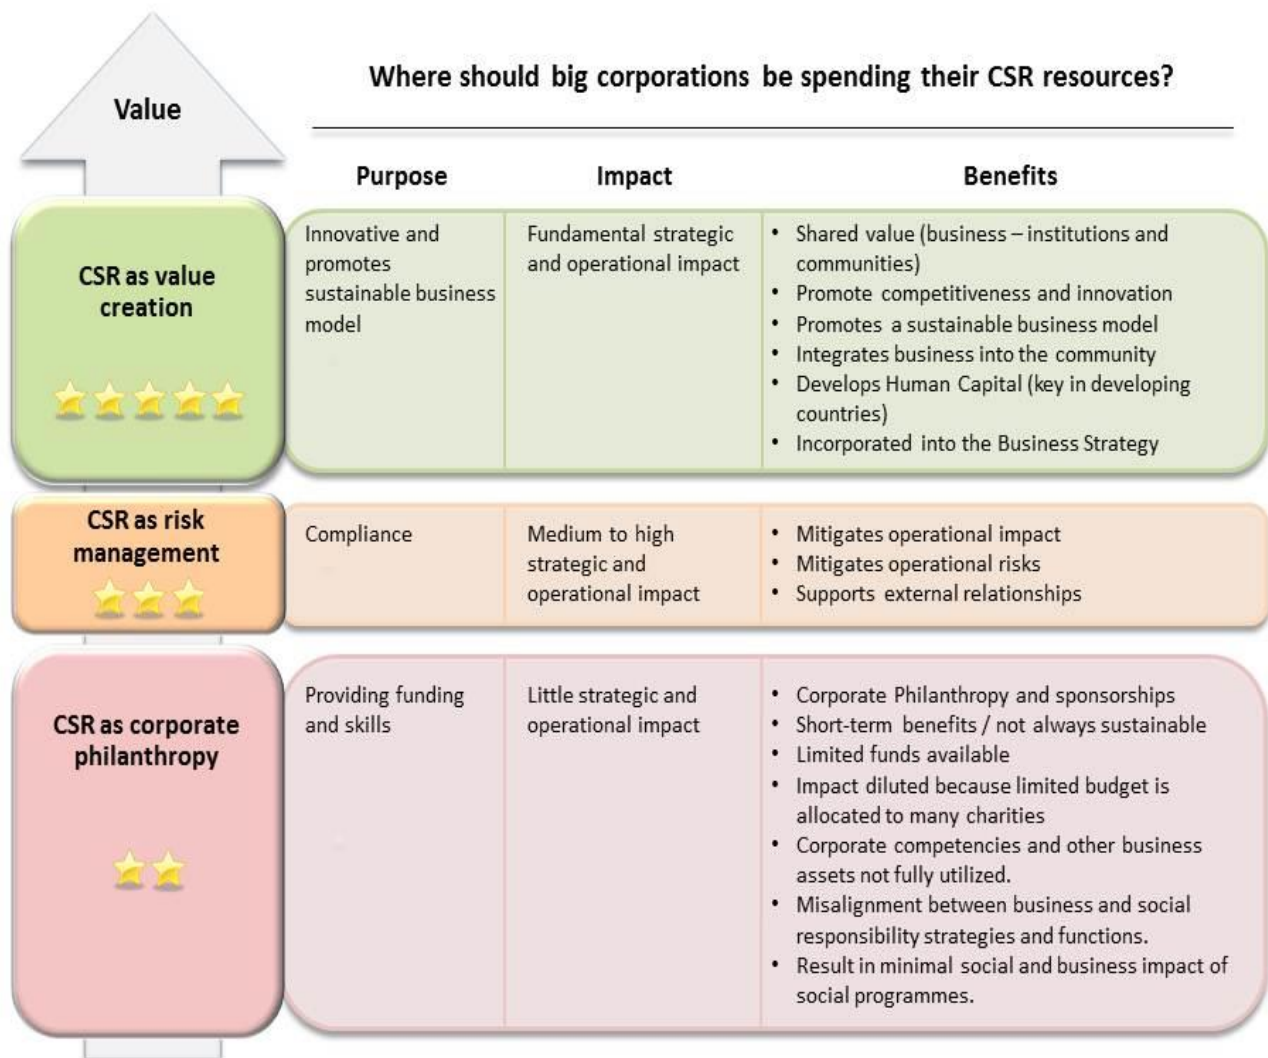 Where should big corporations be spending their CSR resources?
Value
Purpose
Impact
Benefits
CSR as value
creation
Innovative and
promotes
sustainable business
model
Fundamental strategic
and operational impact
• Shared value (business – institutions and
communities)
• Promote competitiveness and innovation
• Promotes a sustainable business model
• Integrates business into the community
• Develops Human Capital (key in developing
countries)
• Incorporated into the Business Strategy
CSR as risk
management
Compliance
Medium to high
strategic and
operational impact
• Mitigates operational impact
• Mitigates operational risks
• Supports external relationships
CSR as corporate
philanthropy
Providing funding
and skills
Little strategic and
operational impact
• Corporate Philanthropy and sponsorships
• Short-term benefits / not always sustainable
• Limited funds available
• Impact diluted because limited budget is
allocated to many charities
• Corporate competencies and other business
assets not fully utilized.
• Misalignment between business and social
responsibility strategies and functions.
• Result in minimal social and business impact of
social programmes.